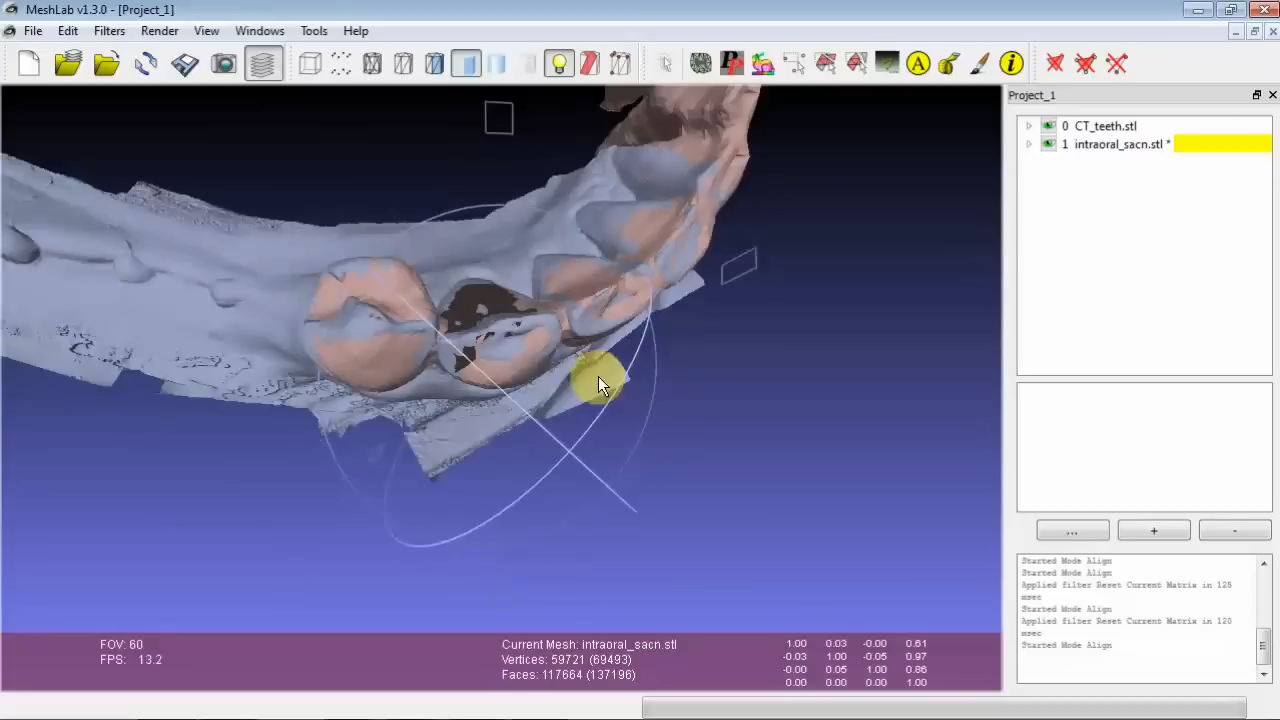 MeshLab v1.3.0 - [Project_1]
File Edit Filters Render View Windows Tools Help
Project_1
0 CT_teeth.stl
1 intraoral_sacn.stl *
... + -
Started Mode Align
Started Mode Align
Applied filter Reset Current Matrix in 125
msec
Started Mode Align
Applied filter Reset Current Matrix in 120
msec
Started Mode Align
FOV: 60
FPS: 13.2
Current Mesh: intraoral_sacn.stl
Vertices: 59721 (69493)
Faces: 117664 (137196)
1.00 0.03 -0.00 0.61
-0.03 1.00 -0.05 0.97
-0.00 0.05 1.00 0.86
0.00 0.00 0.00 1.00